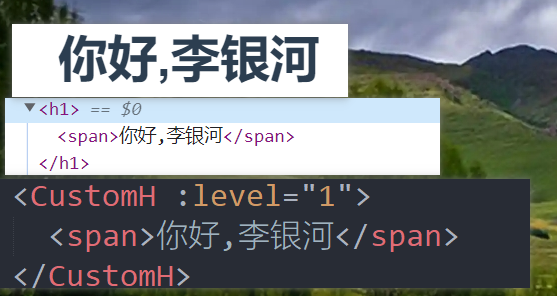 你好,李银河
<h1> == $0
<span>你好,李银河</span>
</h1>
<CustomH :level="1">
<span>你好,李银河</span>
</CustomH>